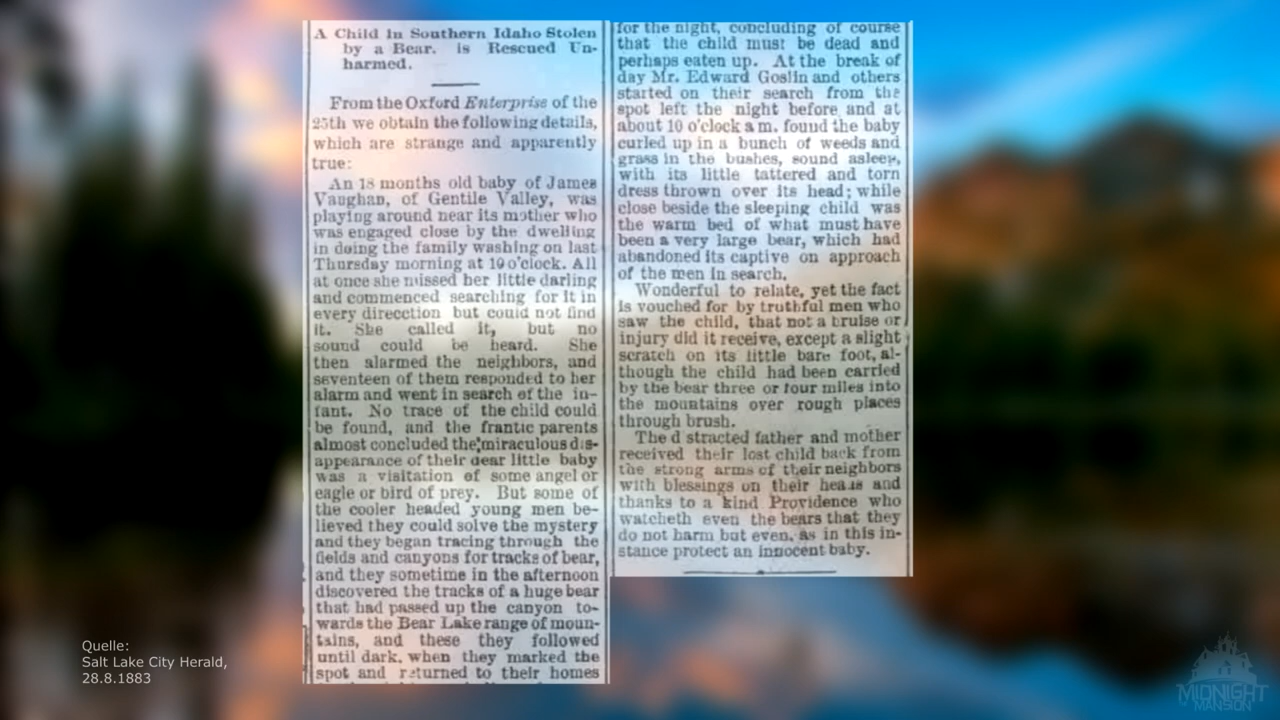 A Child in Southern Idaho Stolen
by a Bear. is Rescued Un-
harmed.
From the Oxford Enterprise of the
25th we obtain the following details,
which are strange and apparently
true:
An 18 months old baby of James
Vaughan, of Gentile Valley, was
playing around near its mother who
was engaged close by the dwelling
in doing the family washing on last
Thursday morning at 10 o'clock. All
at once she missed her little darling
and commenced searching for it in
every direction but could not find
it. She called it, but no
sound could be heard. She
then alarmed the neighbors, and
seventeen of them responded to her
alarm and went in search of the in-
fant. No trace of the child could
be found, and the frantic parents
almost concluded the miraculous dis-
appearance of their dear little baby
was a visitation of some angel or
eagle or bird of prey. But some of
the cooler headed young men be-
lieved they could solve the mystery
and they began tracing through the
fields and canyons for tracks of bear,
and they sometime in the afternoon
discovered the tracks of a huge bear
that had passed up the canyon to-
wards the Bear Lake range of moun-
tains, and these they followed
until dark, when they marked the
spot and returned to their homes
for the night, concluding of course
that the child must be dead and
perhaps eaten up. At the break of
day Mr. Edward Goslin and others
started on their search from the
spot left the night before and at
about 10 o'clock a m. found the baby
curled up in a bunch of weeds and
grass in the bushes, sound asleep,
with its little tattered and torn
dress thrown over its head; while
close beside the sleeping child was
the warm bed of what must have
been a very large bear, which had
abandoned its captive on approach
of the men in search.
Wonderful to relate, yet the fact
is vouched for by truthful men who
saw the child, that not a bruise or
injury did it receive, except a slight
scratch on its little bare foot, al-
though the child had been carried
by the bear three or four miles into
the mountains over rough places
through brush.
The d stracted father and mother
received their lost child back from
the strong arms of their neighbors
with blessings on their heads and
thanks to a kind Providence who
watcheth even the bears that they
do not harm but even, as in this in-
stance protect an innocent baby.
Quelle:
Salt Lake City Herald,
28.8.1883
MIDNIGHT
MANSION